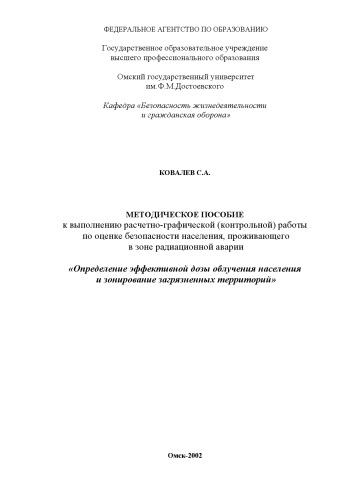 ФЕДЕРАЛЬНОЕ АГЕНТСТВО ПО ОБРАЗОВАНИЮ
Государственное образовательное учреждение
высшего профессионального образования
Омский государственный университет
им.Ф.М.Достоевского
Кафедра «Безопасность жизнедеятельности
и гражданская оборона»
КОВАЛЕВ С.А.
МЕТОДИЧЕСКОЕ ПОСОБИЕ
к выполнению расчетно-графической (контрольной) работы
по оценке безопасности населения, проживающего
в зоне радиационной аварии
«Определение эффективной дозы облучения населения
и зонирование загрязненных территорий»
Омск-2002